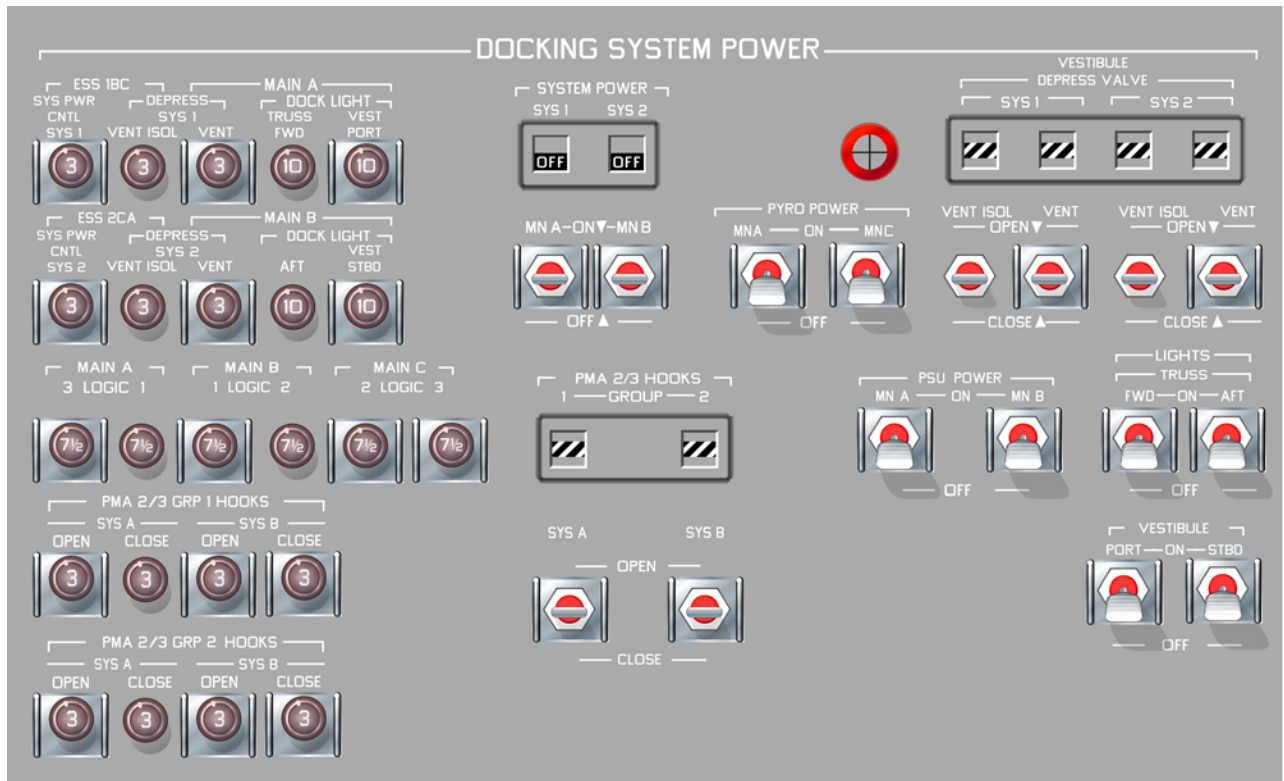 DOCKING SYSTEM POWER
ESS 1BC MAIN A
SYS PWR DEPRESS DOCK LIGHT
CNTL SYS 1 TRUSS VEST
SYS 1 VENT ISOL VENT FWD PORT
3 3 3 10 10
ESS 2CA MAIN B
SYS PWR DEPRESS DOCK LIGHT
CNTL SYS 2 VEST
SYS 2 VENT ISOL VENT AFT STBD
3 3 3 10 10
MAIN A MAIN B MAIN C
3 LOGIC 1 1 LOGIC 2 2 LOGIC 3
7½ 7½ 7½ 7½ 7½ 7½
PMA 2/3 GRP 1 HOOKS
SYS A SYS B
OPEN CLOSE OPEN CLOSE
3 3 3 3
PMA 2/3 GRP 2 HOOKS
SYS A SYS B
OPEN CLOSE OPEN CLOSE
3 3 3 3
SYSTEM POWER
SYS 1 SYS 2
OFF OFF
MN A-ON▼-MN B
OFF ▲
PYRO POWER
MNA ON MNC
OFF
VESTIBULE
DEPRESS VALVE
SYS 1 SYS 2
VENT ISOL VENT VENT ISOL VENT
OPEN▼ OPEN▼
CLOSE▲ CLOSE▲
PMA 2/3 HOOKS
1 GROUP 2
SYS A SYS B
OPEN
CLOSE
PSU POWER
MN A ON MN B
OFF
LIGHTS
TRUSS
FWD-ON-AFT
OFF
VESTIBULE
PORT-ON-STBD
OFF